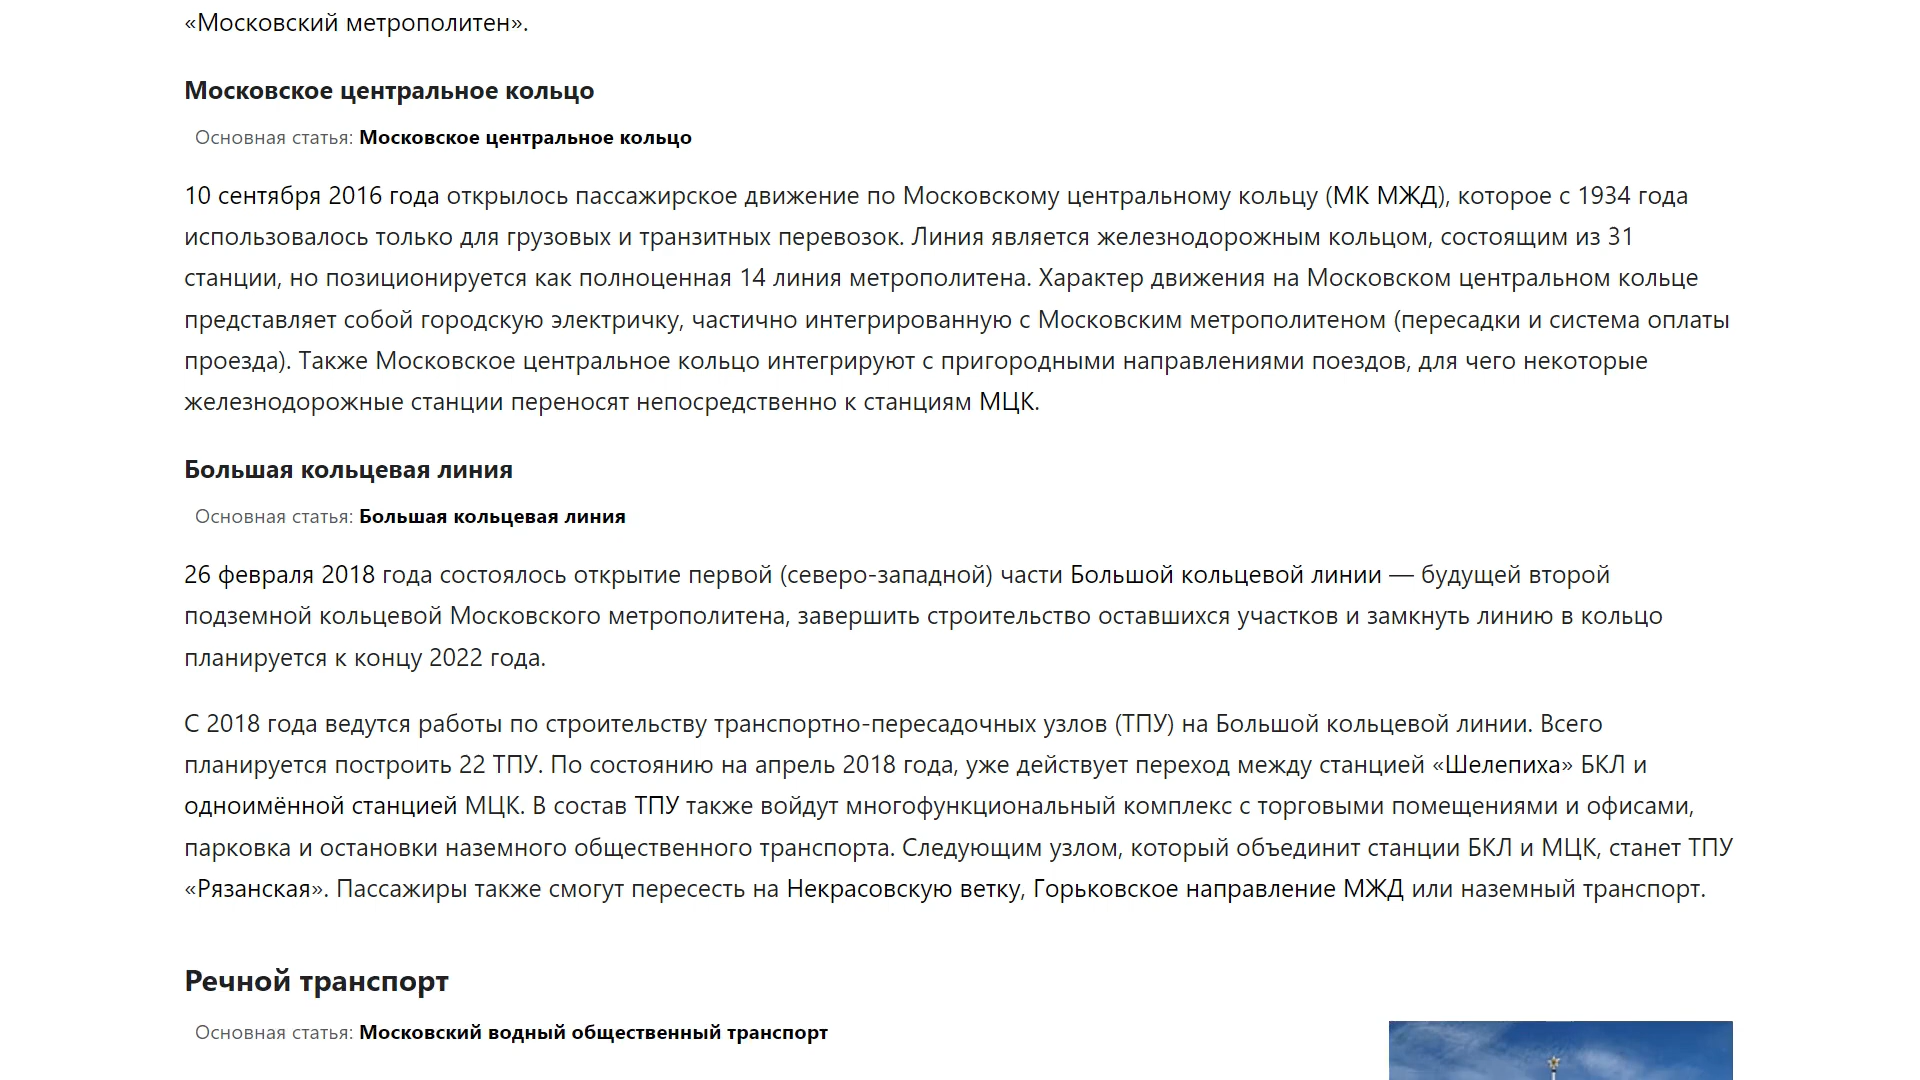 «Московский метрополитен».
Московское центральное кольцо
Основная статья: Московское центральное кольцо
10 сентября 2016 года открылось пассажирское движение по Московскому центральному кольцу (МК МЖД), которое с 1934 года
использовалось только для грузовых и транзитных перевозок. Линия является железнодорожным кольцом, состоящим из 31
станции, но позиционируется как полноценная 14 линия метрополитена. Характер движения на Московском центральном кольце
представляет собой городскую электричку, частично интегрированную с Московским метрополитеном (пересадки и система оплаты
проезда). Также Московское центральное кольцо интегрируют с пригородными направлениями поездов, для чего некоторые
железнодорожные станции переносят непосредственно к станциям МЦК.
Большая кольцевая линия
Основная статья: Большая кольцевая линия
26 февраля 2018 года состоялось открытие первой (северо-западной) части Большой кольцевой линии — будущей второй
подземной кольцевой Московского метрополитена, завершить строительство оставшихся участков и замкнуть линию в кольцо
планируется к концу 2022 года.
С 2018 года ведутся работы по строительству транспортно-пересадочных узлов (ТПУ) на Большой кольцевой линии. Всего
планируется построить 22 ТПУ. По состоянию на апрель 2018 года, уже действует переход между станцией «Шелепиха» БКЛ и
одноимённой станцией МЦК. В состав ТПУ также войдут многофункциональный комплекс с торговыми помещениями и офисами,
парковка и остановки наземного общественного транспорта. Следующим узлом, который объединит станции БКЛ и МЦК, станет ТПУ
«Рязанская». Пассажиры также смогут пересесть на Некрасовскую ветку, Горьковское направление МЖД или наземный транспорт.
Речной транспорт
Основная статья: Московский водный общественный транспорт